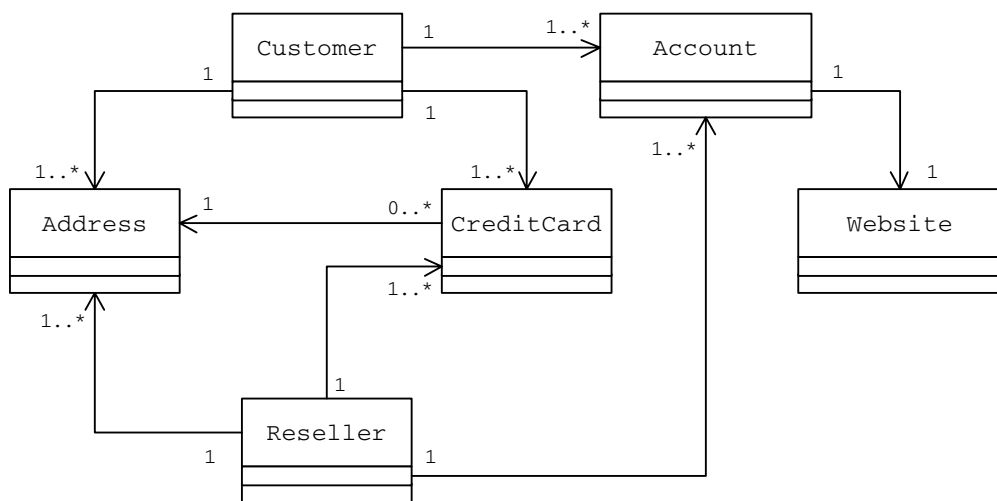 Customer
1
1..*
Account
1
1
1
1..*
1..*
1..*
1
Address
1
0..*
CreditCard
Website
1..*
1..*
1
Reseller
1
1